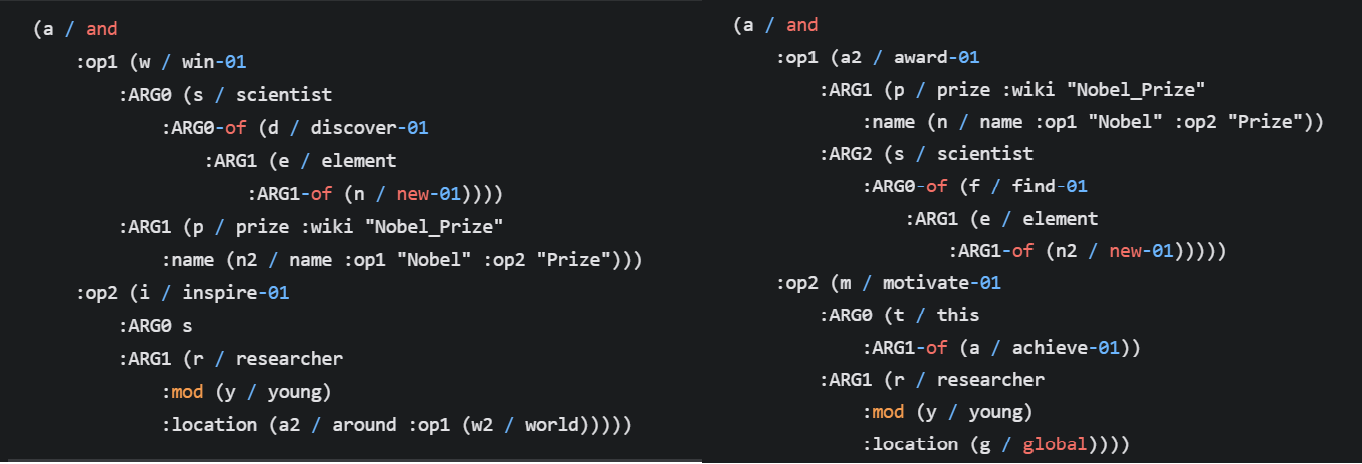 (a / and
:op1 (w / win-01
:ARG0 (s / scientist
:ARG0-of (d / discover-01
:ARG1 (e / element
:ARG1-of (n / new-01))))
:ARG1 (p / prize :wiki "Nobel_Prize"
:name (n2 / name :op1 "Nobel" :op2 "Prize")))
:op2 (i / inspire-01
:ARG0 s
:ARG1 (r / researcher
:mod (y / young)
:location (a2 / around :op1 (w2 / world)))))
(a / and
:op1 (a2 / award-01
:ARG1 (p / prize :wiki "Nobel_Prize"
:name (n / name :op1 "Nobel" :op2 "Prize"))
:ARG2 (s / scientist
:ARG0-of (f / find-01
:ARG1 (e / element
:ARG1-of (n2 / new-01)))))
:op2 (m / motivate-01
:ARG0 (t / this
:ARG1-of (a / achieve-01))
:ARG1 (r / researcher
:mod (y / young)
:location (g / global))))